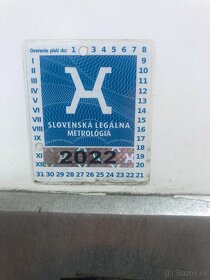 Overenie platí do: 1 2 3 4 5 6 7 8
I 9
II 10
III 11
IV 12
V 13
VI 14
VII 15
VIII 16
IX 17
SLOVENSKÁ LEGÁLNA
METROLÓGIA
18
XI 2022 19
XII 20
31 30 29 28 27 26 25 24 23 22 21
Bazoš.sk